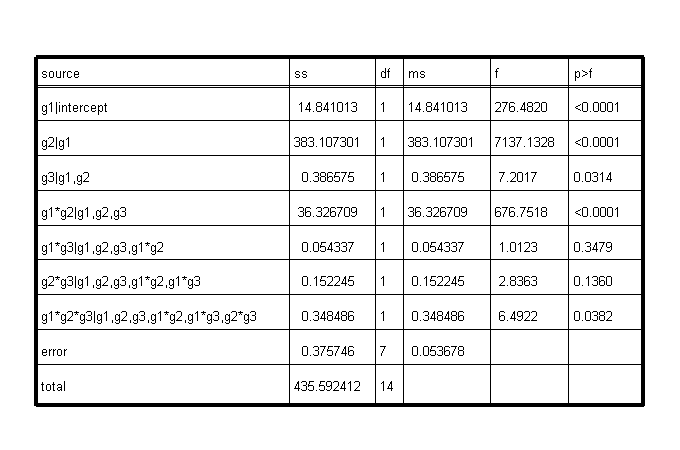 source ss df ms f p>f
g1|intercept 14.841013 1 14.841013 276.4820 <0.0001
g2|g1 383.107301 1 383.107301 7137.1328 <0.0001
g3|g1,g2 0.386575 1 0.386575 7.2017 0.0314
g1*g2|g1,g2,g3 36.326709 1 36.326709 676.7518 <0.0001
g1*g3|g1,g2,g3,g1*g2 0.054337 1 0.054337 1.0123 0.3479
g2*g3|g1,g2,g3,g1*g2,g1*g3 0.152245 1 0.152245 2.8363 0.1360
g1*g2*g3|g1,g2,g3,g1*g2,g1*g3,g2*g3 0.348486 1 0.348486 6.4922 0.0382
error 0.375746 7 0.053678
total 435.592412 14